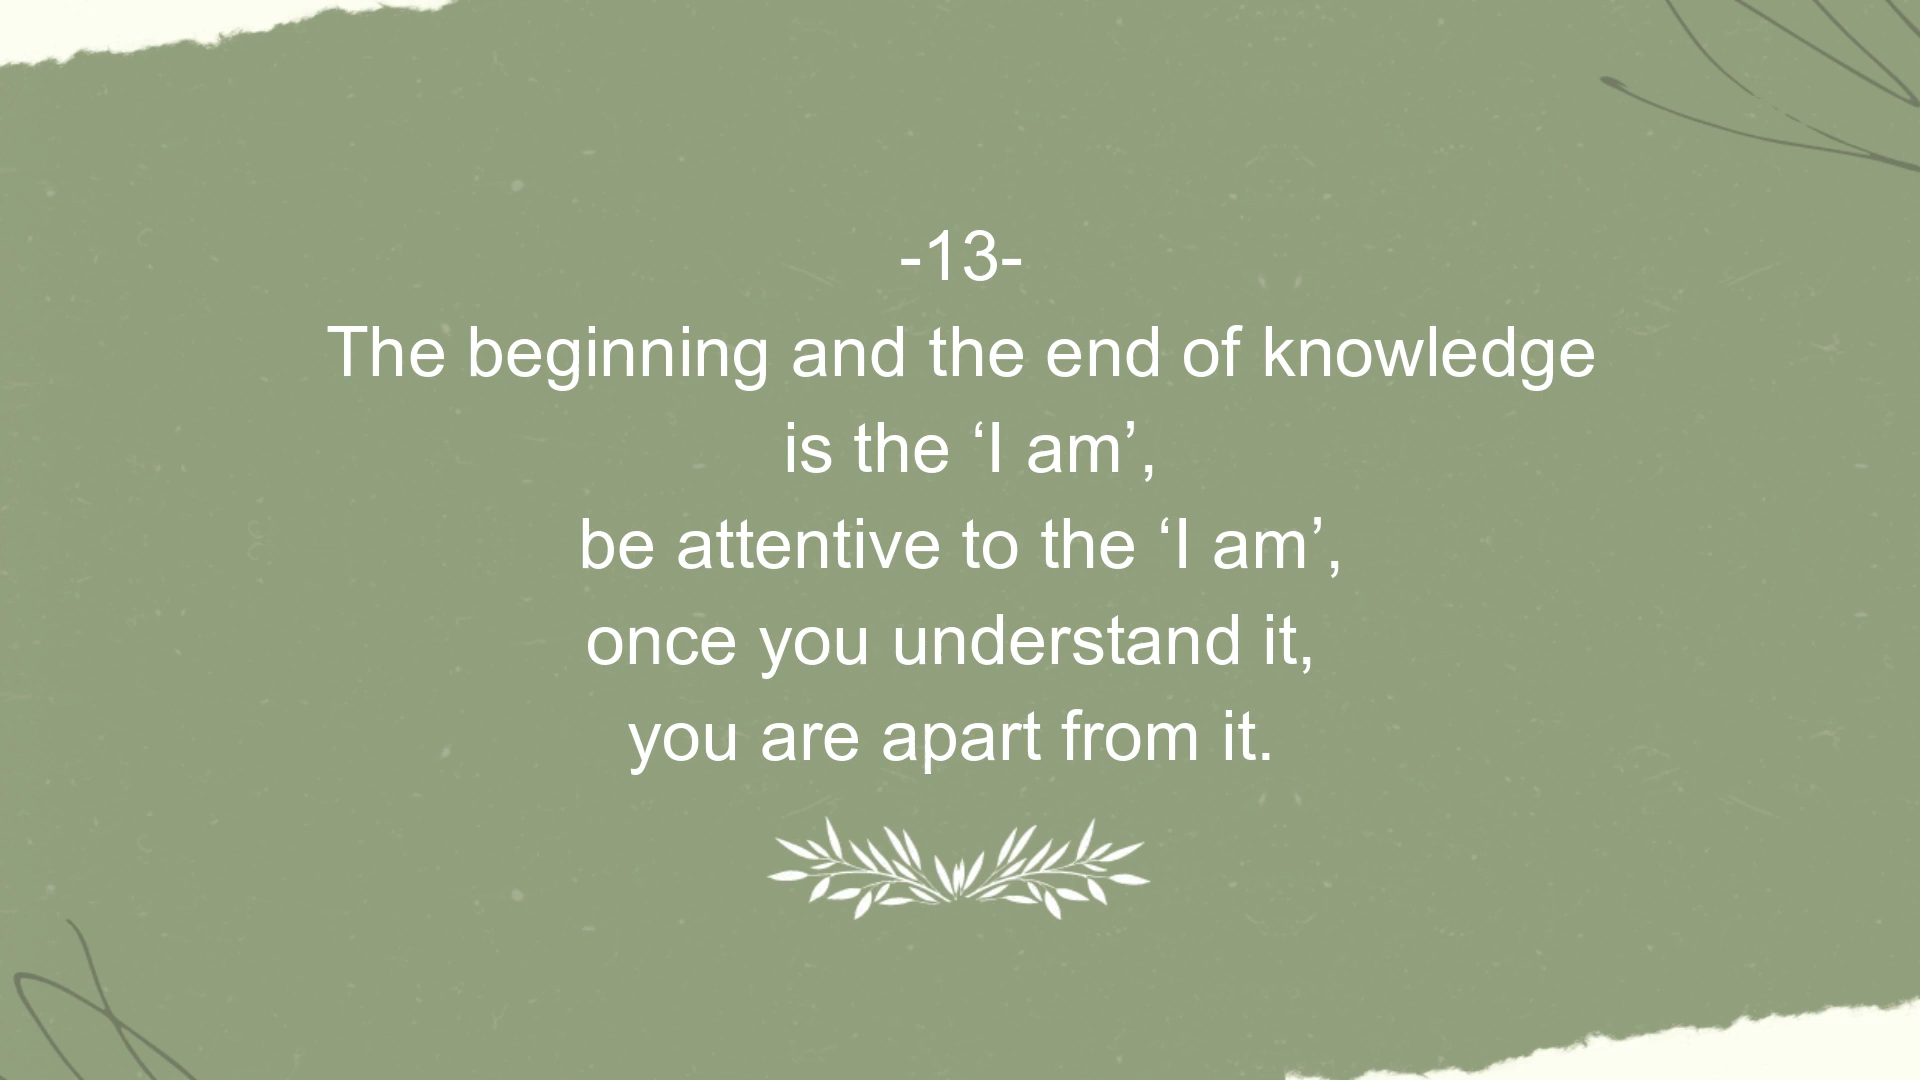 -13-
The beginning and the end of knowledge
is the ‘I am’,
be attentive to the ‘I am’,
once you understand it,
you are apart from it.